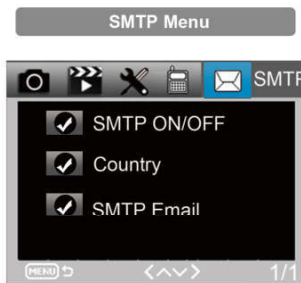 SMTP Menu
SMTP
SMTP ON/OFF
Country
SMTP Email
MENU 1/1